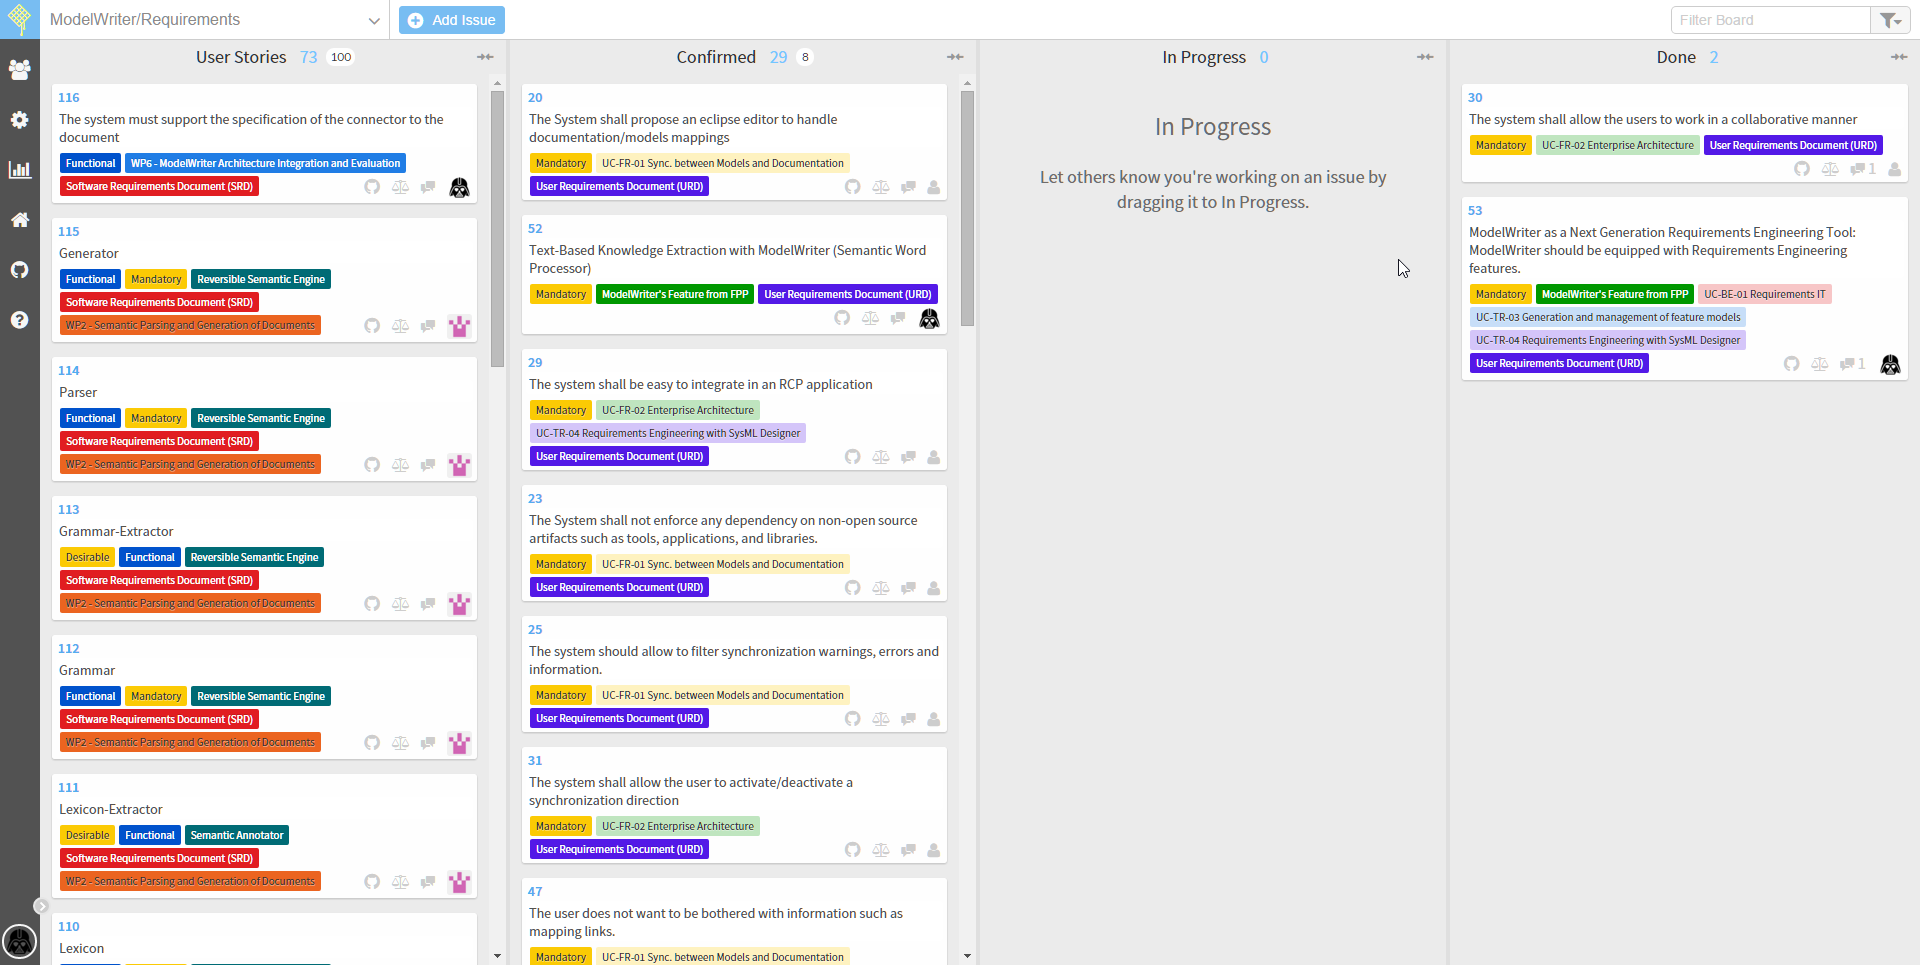 ModelWriter/Requirements
Add Issue
Filter Board
User Stories 73 100
116
The system must support the specification of the connector to the
document
Functional WP6 - ModelWriter Architecture Integration and Evaluation
Software Requirements Document (SRD)
115
Generator
Functional Mandatory Reversible Semantic Engine
Software Requirements Document (SRD)
WP2 - Semantic Parsing and Generation of Documents
114
Parser
Functional Mandatory Reversible Semantic Engine
Software Requirements Document (SRD)
WP2 - Semantic Parsing and Generation of Documents
113
Grammar-Extractor
Desirable Functional Reversible Semantic Engine
Software Requirements Document (SRD)
WP2 - Semantic Parsing and Generation of Documents
112
Grammar
Functional Mandatory Reversible Semantic Engine
Software Requirements Document (SRD)
WP2 - Semantic Parsing and Generation of Documents
111
Lexicon-Extractor
Desirable Functional Semantic Annotator
Software Requirements Document (SRD)
WP2 - Semantic Parsing and Generation of Documents
110
Lexicon
Confirmed 29 8
20
The System shall propose an eclipse editor to handle
documentation/models mappings
Mandatory UC-FR-01 Sync. between Models and Documentation
User Requirements Document (URD)
52
Text-Based Knowledge Extraction with ModelWriter (Semantic Word
Processor)
Mandatory ModelWriter's Feature from FPP User Requirements Document (URD)
29
The system shall be easy to integrate in an RCP application
Mandatory UC-FR-02 Enterprise Architecture
UC-TR-04 Requirements Engineering with SysML Designer
User Requirements Document (URD)
23
The System shall not enforce any dependency on non-open source
artifacts such as tools, applications, and libraries.
Mandatory UC-FR-01 Sync. between Models and Documentation
User Requirements Document (URD)
25
The system should allow to filter synchronization warnings, errors and
information.
Mandatory UC-FR-01 Sync. between Models and Documentation
User Requirements Document (URD)
31
The system shall allow the user to activate/deactivate a
synchronization direction
Mandatory UC-FR-02 Enterprise Architecture
User Requirements Document (URD)
47
The user does not want to be bothered with information such as
mapping links.
Mandatory UC-FR-01 Sync. between Models and Documentation
In Progress 0
In Progress
Let others know you're working on an issue by
dragging it to In Progress.
Done 2
30
The system shall allow the users to work in a collaborative manner
Mandatory UC-FR-02 Enterprise Architecture User Requirements Document (URD)
1
53
ModelWriter as a Next Generation Requirements Engineering Tool:
ModelWriter should be equipped with Requirements Engineering
features.
Mandatory ModelWriter's Feature from FPP UC-BE-01 Requirements IT
UC-TR-03 Generation and management of feature models
UC-TR-04 Requirements Engineering with SysML Designer
User Requirements Document (URD) 1